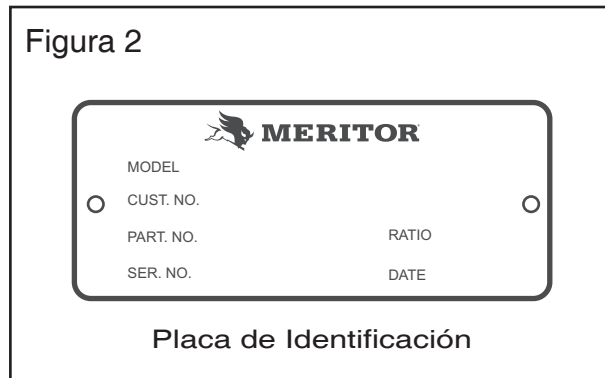 Figura 2
MERITOR
MODEL
CUST. NO.
PART. NO. RATIO
SER. NO. DATE
Placa de Identificación